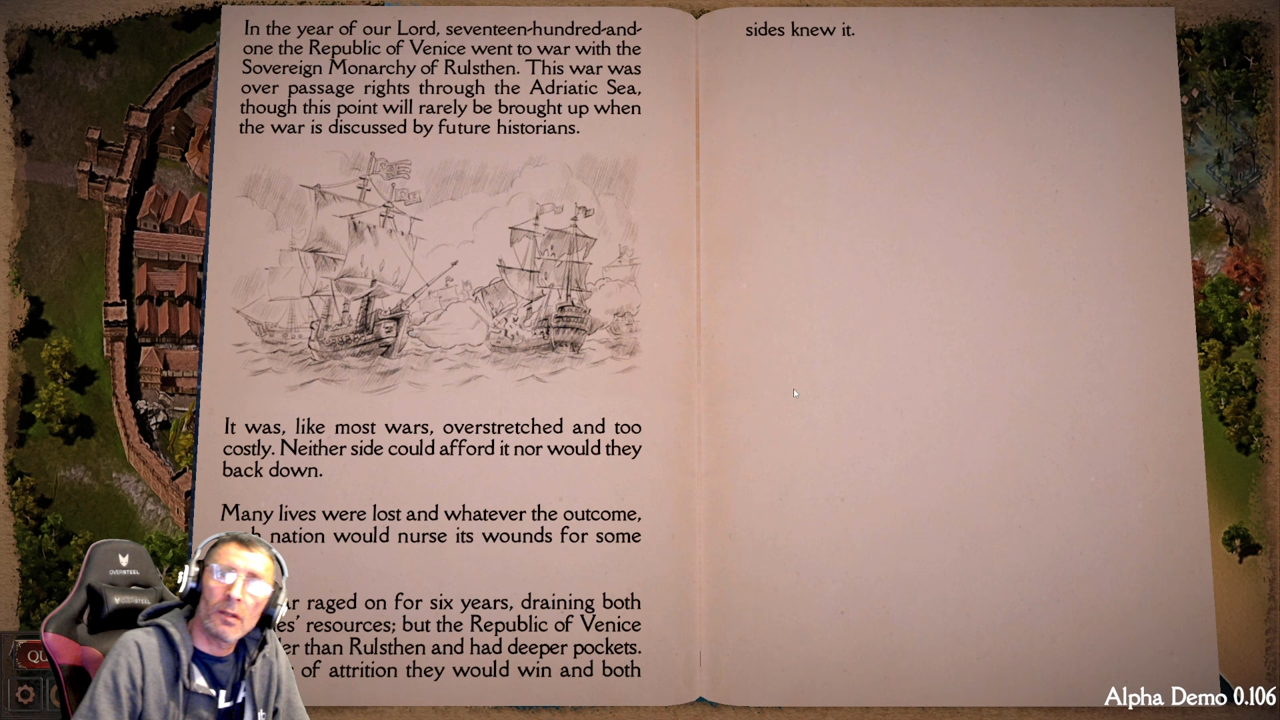 In the year of our Lord, seventeen-hundred-and-
one the Republic of Venice went to war with the
Sovereign Monarchy of Rulsthen. This war was
over passage rights through the Adriatic Sea,
though this point will rarely be brought up when
the war is discussed by future historians.
It was, like most wars, overstretched and too
costly. Neither side could afford it nor would they
back down.
Many lives were lost and whatever the outcome,
nation would nurse its wounds for some
raged on for six years, draining both
resources; but the Republic of Venice
than Rulsthen and had deeper pockets.
of attrition they would win and both
sides knew it.
OVERSTEEL
OVERSTEEL
Alpha Demo 0.106